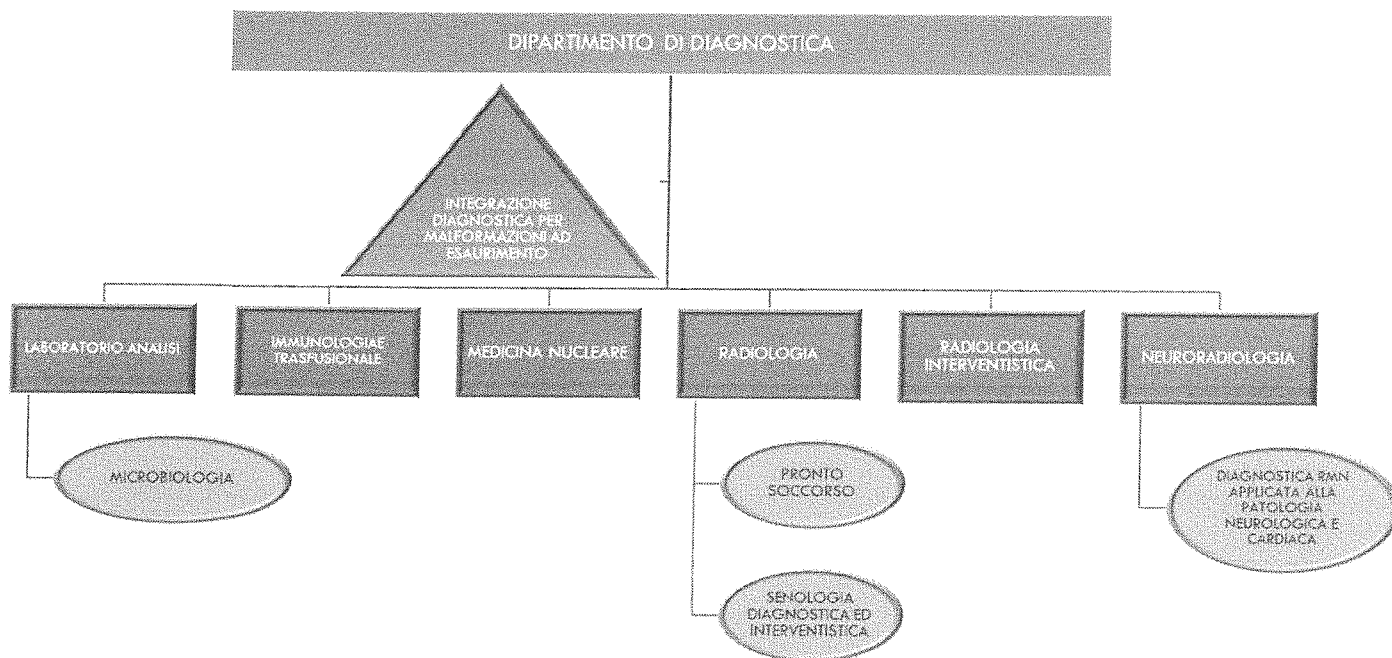 DIPARTIMENTO DI DIAGNOSTICA
INTEGRAZIONE
DIAGNOSTICA PER
MALFORMAZIONI AD
ESAURIMENTO
LABORATORIO ANALISI
IMMUNOLOGIAE
TRASFUSIONALE
MEDICINA NUCLEARE
RADIOLOGIA
RADIOLOGIA
INTERVENTISTICA
NEURORADIOLOGIA
MICROBIOLOGIA
PRONTO
SOCCORSO
DIAGNOSTICA RMN
APPLICATA ALLA
PATOLOGIA
NEUROLOGICA E
CARDIACA
SENOLOGIA
DIAGNOSTICA ED
INTERVENTISTICA